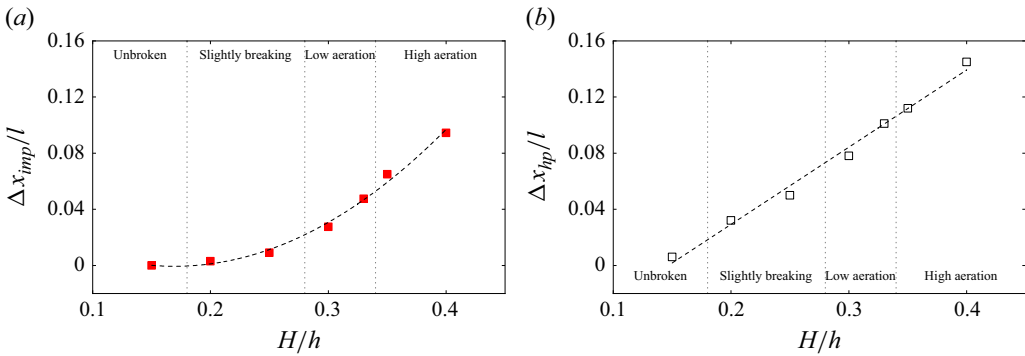 (a)
0.16
Unbroken
Slightly breaking
Low aeration
High aeration
0.12
0.08
0.04
0
Δx_imp/l
0.1
0.2
0.3
0.4
H/h
(b)
0.16
0.12
0.08
0.04
0
Δx_hp/l
Unbroken
Slightly breaking
Low aeration
High aeration
0.1
0.2
0.3
0.4
H/h